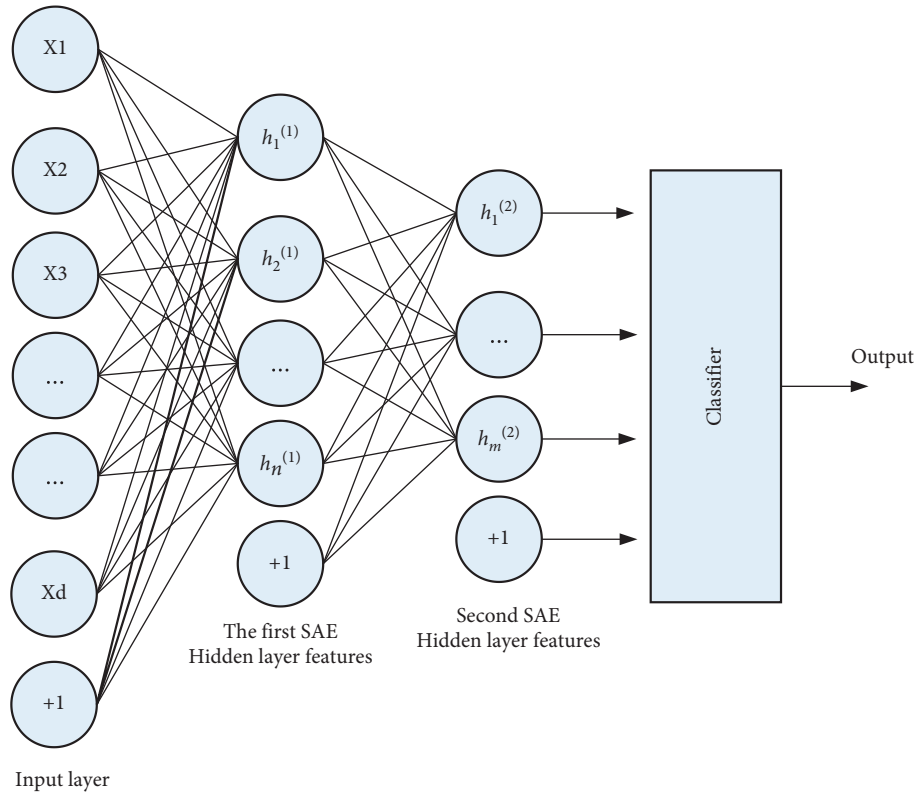 X1
X2
X3
...
...
Xd
+1
Input layer
h₁⁽¹⁾
h₂⁽¹⁾
...
hₙ⁽¹⁾
+1
The first SAE
Hidden layer features
h₁⁽²⁾
...
hₘ⁽²⁾
+1
Second SAE
Hidden layer features
Classifier
Output